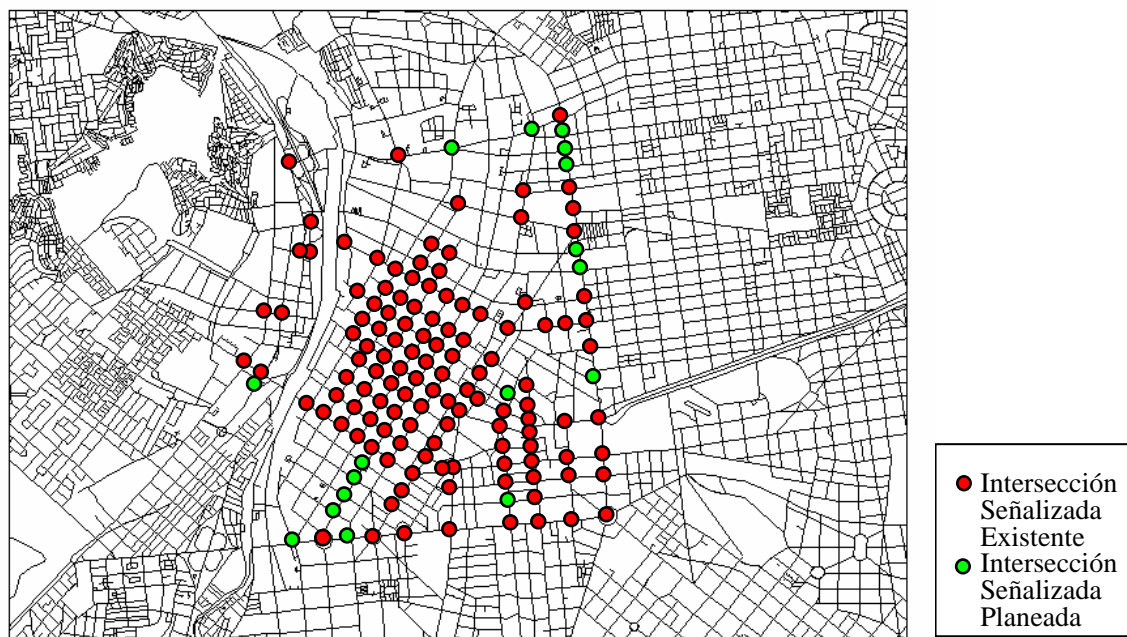 Intersección
Señalizada
Existente
Intersección
Señalizada
Planeada